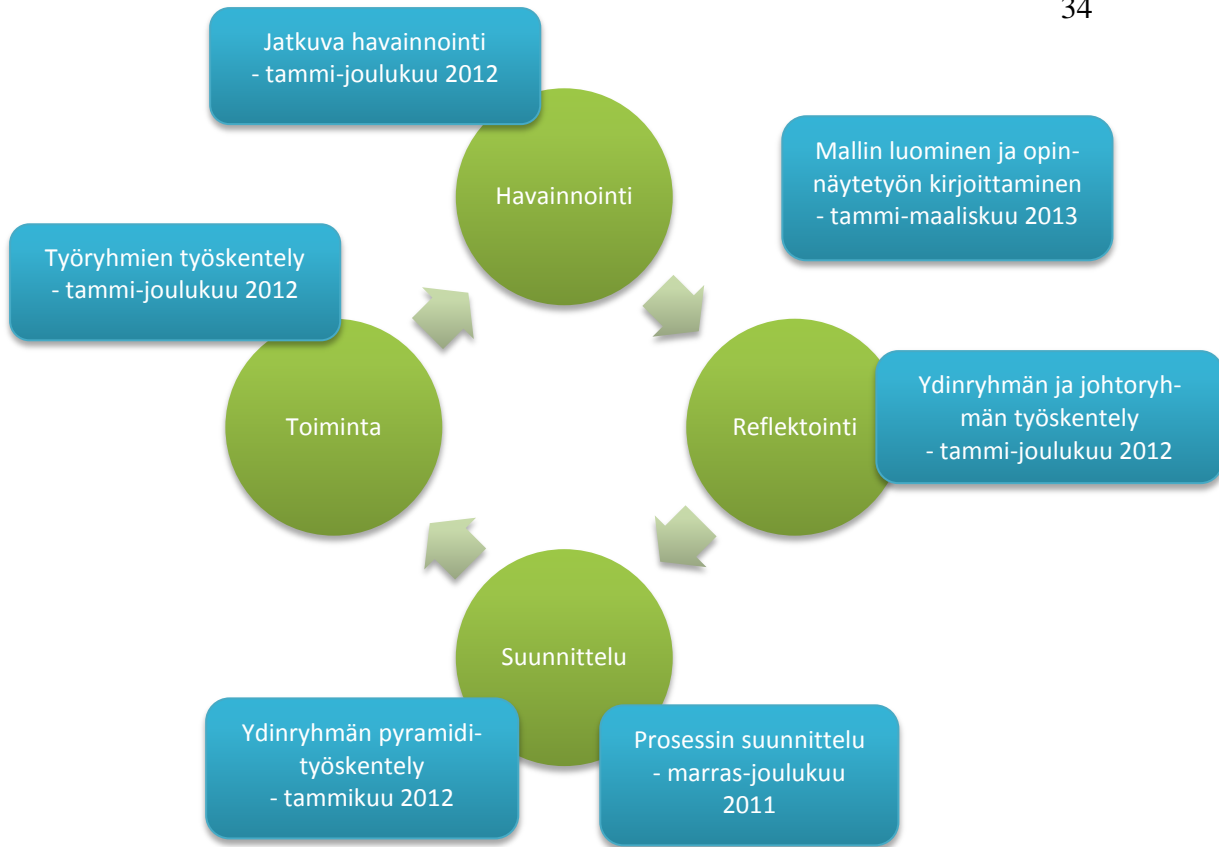 34
Jatkuva havainnointi
- tammi-joulukuu 2012
Havainnointi
Mallin luominen ja opin-
näytetyön kirjoittaminen
- tammi-maaliskuu 2013
Työryhmien työskentely
- tammi-joulukuu 2012
Toiminta
Reflektointi
Ydinryhmän ja johtoryh-
män työskentely
- tammi-joulukuu 2012
Suunnittelu
Ydinryhmän pyramidi-
työskentely
- tammikuu 2012
Prosessin suunnittelu
- marras-joulukuu
2011